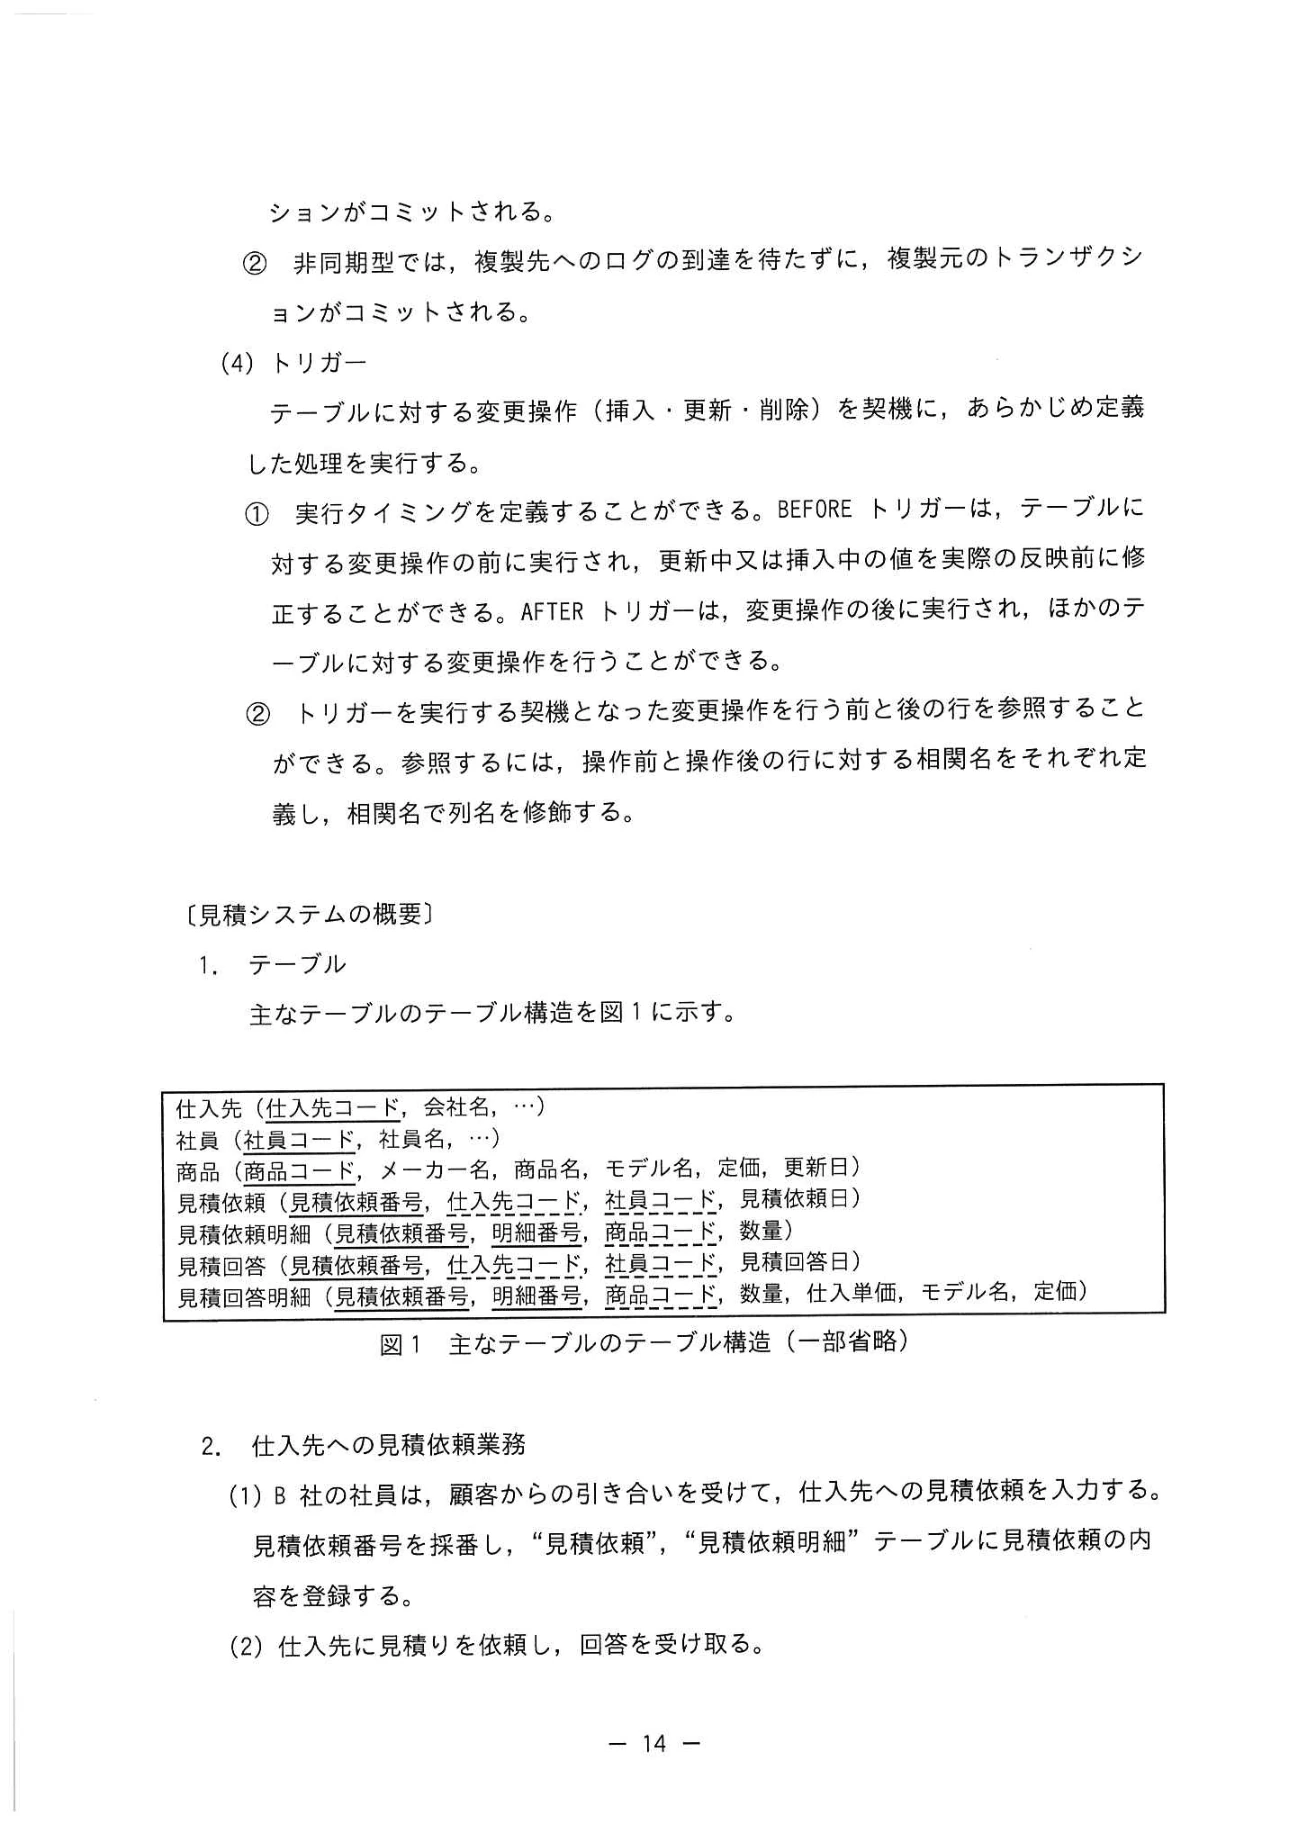 ションがコミットされる。
② 非同期型では，複製先へのログの到達を待たずに，複製元のトランザクシ
ョンがコミットされる。
(4) トリガー
テーブルに対する変更操作（挿入・更新・削除）を契機に，あらかじめ定義
した処理を実行する。
① 実行タイミングを定義することができる。BEFORE トリガーは，テーブルに
対する変更操作の前に実行され，更新中又は挿入中の値を実際の反映前に修
正することができる。AFTER トリガーは，変更操作の後に実行され，ほかのテ
ーブルに対する変更操作を行うことができる。
② トリガーを実行する契機となった変更操作を行う前と後の行を参照すること
ができる。参照するには，操作前と操作後の行に対する相関名をそれぞれ定
義し，相関名で列名を修飾する。
〔見積システムの概要〕
1. テーブル
主なテーブルのテーブル構造を図1に示す。
仕入先（仕入先コード，会社名，…）
社員（社員コード，社員名，…）
商品（商品コード，メーカー名，商品名，モデル名，定価，更新日）
見積依頼（見積依頼番号，仕入先コード，社員コード，見積依頼日）
見積依頼明細（見積依頼番号，明細番号，商品コード，数量）
見積回答（見積依頼番号，仕入先コード，社員コード，見積回答日）
見積回答明細（見積依頼番号，明細番号，商品コード，数量，仕入単価，モデル名，定価）
図1 主なテーブルのテーブル構造（一部省略）
2. 仕入先への見積依頼業務
(1) B 社の社員は，顧客からの引き合いを受けて，仕入先への見積依頼を入力する。
見積依頼番号を採番し，“見積依頼”，“見積依頼明細” テーブルに見積依頼の内
容を登録する。
(2) 仕入先に見積りを依頼し，回答を受け取る。
－ 14 －